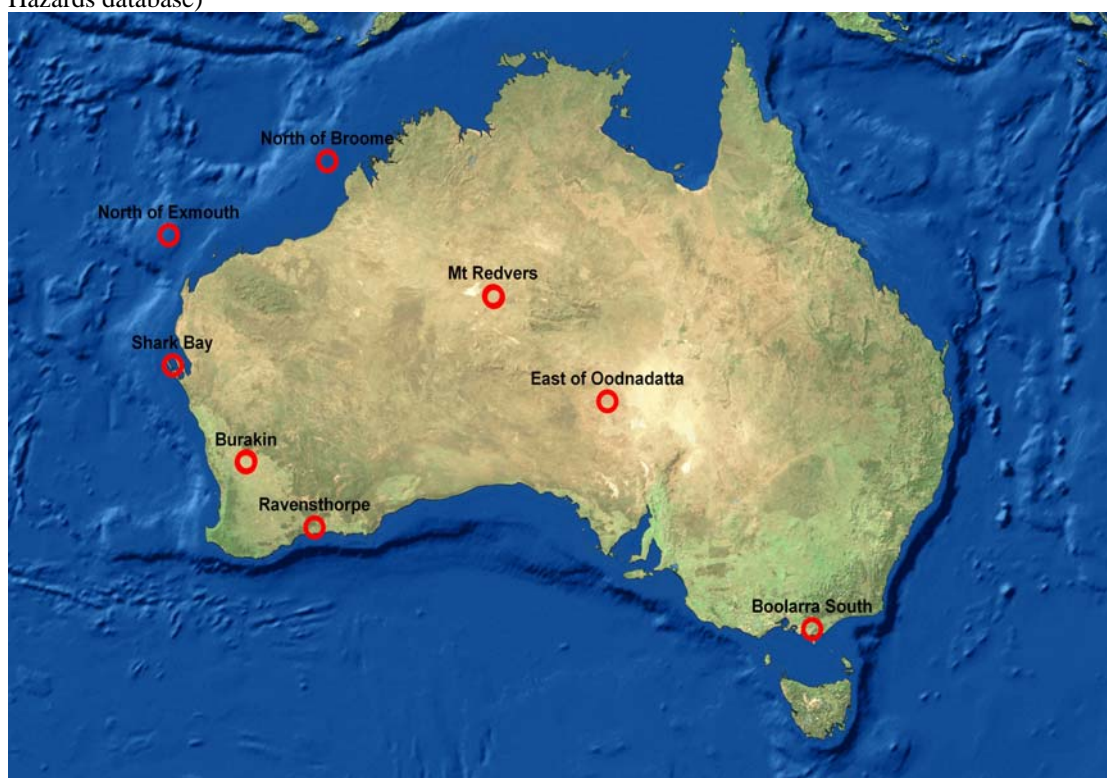 Hazards database)
North of Broome
North of Exmouth
Mt Redvers
Shark Bay
East of Oodnadatta
Burakin
Ravensthorpe
Boolarra South